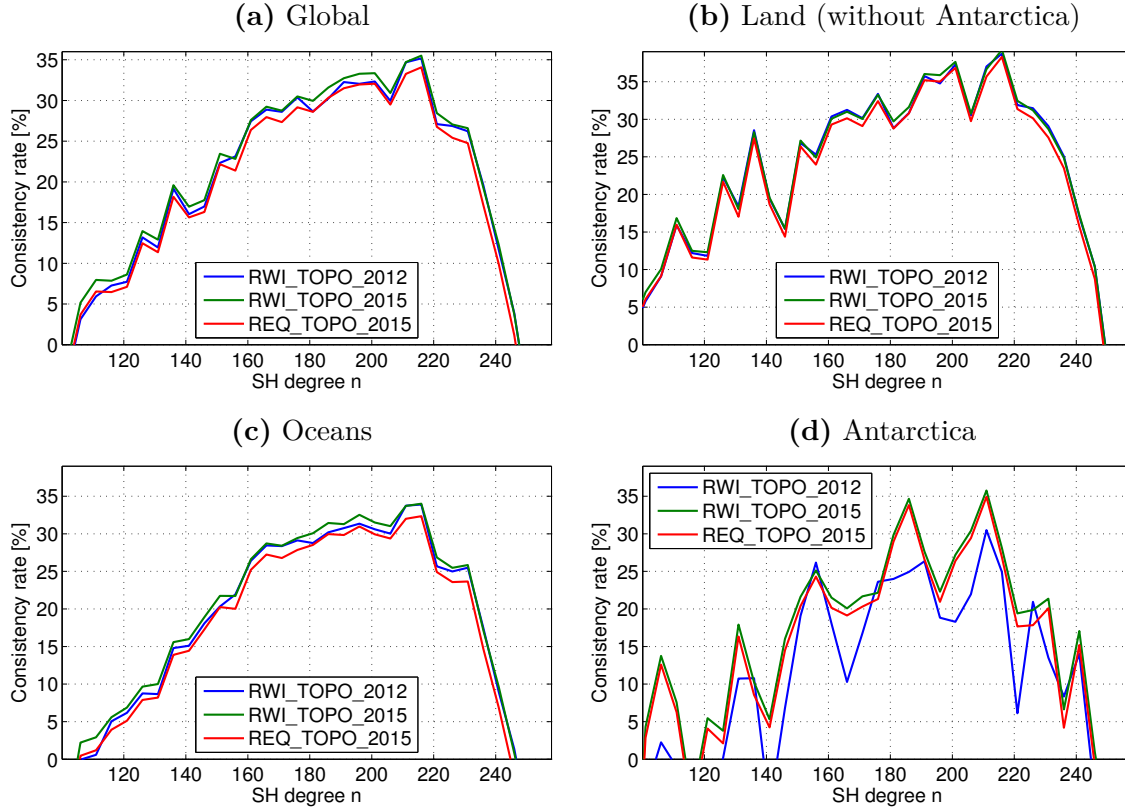 (a) Global
Consistency rate [%]
35
30
25
20
15
10
5
0
RWI_TOPO_2012
RWI_TOPO_2015
REQ_TOPO_2015
120 140 160 180 200 220 240
SH degree n
(b) Land (without Antarctica)
Consistency rate [%]
35
30
25
20
15
10
5
0
RWI_TOPO_2012
RWI_TOPO_2015
REQ_TOPO_2015
120 140 160 180 200 220 240
SH degree n
(c) Oceans
Consistency rate [%]
35
30
25
20
15
10
5
0
RWI_TOPO_2012
RWI_TOPO_2015
REQ_TOPO_2015
120 140 160 180 200 220 240
SH degree n
(d) Antarctica
Consistency rate [%]
35
30
25
20
15
10
5
0
RWI_TOPO_2012
RWI_TOPO_2015
REQ_TOPO_2015
120 140 160 180 200 220 240
SH degree n